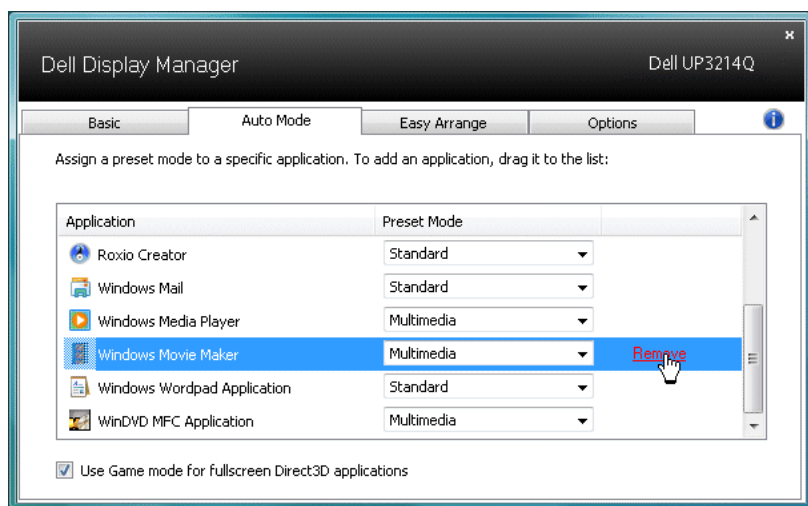 x
Dell Display Manager Dell UP3214Q
Basic Auto Mode Easy Arrange Options
Assign a preset mode to a specific application. To add an application, drag it to the list:
Application Preset Mode
Roxio Creator Standard
Windows Mail Standard
Windows Media Player Multimedia
Windows Movie Maker Multimedia Remove
Windows Wordpad Application Standard
WinDVD MFC Application Multimedia
Use Game mode for fullscreen Direct3D applications